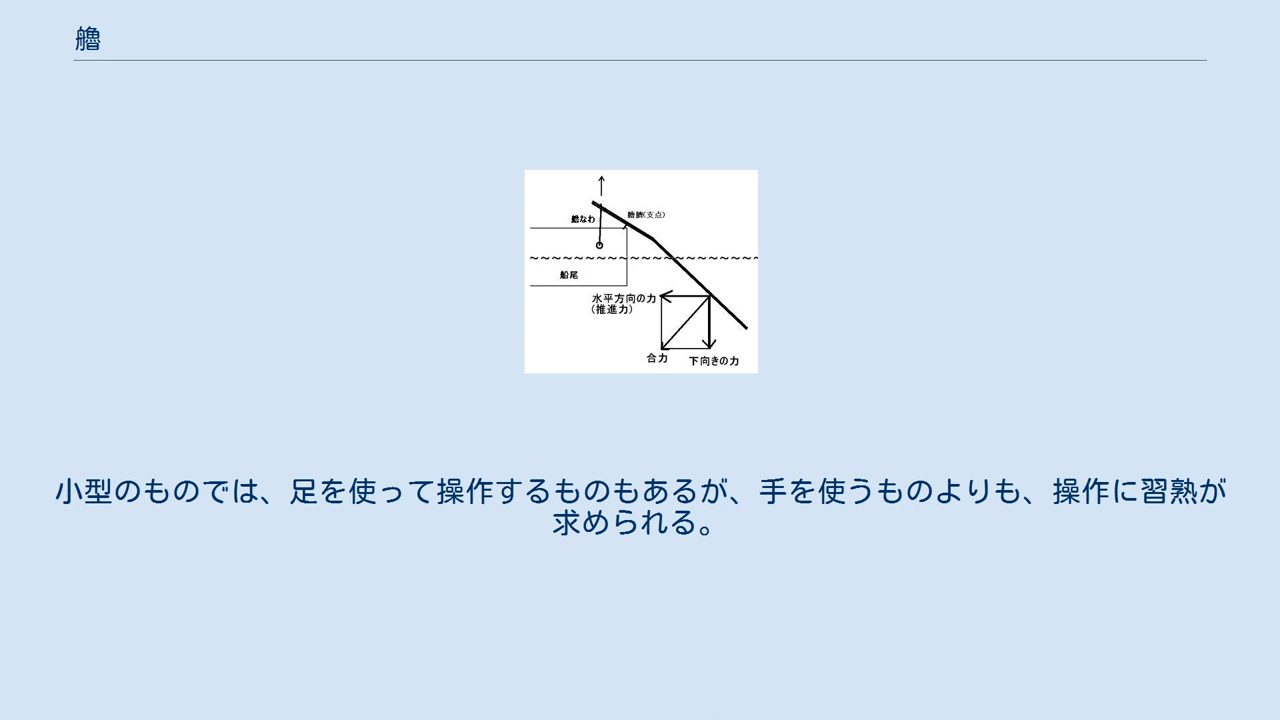 艪
艪なわ
艪臍(支点)
船尾
水平方向の力
(推進力)
合力
下向きの力
小型のものでは、足を使って操作するものもあるが、手を使うものよりも、操作に習熟が
求められる。